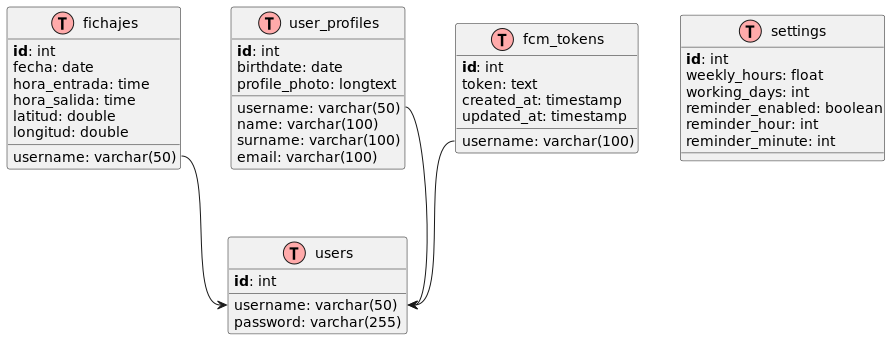 T fichajes
id: int
fecha: date
hora_entrada: time
hora_salida: time
latitud: double
longitud: double
username: varchar(50)
T user_profiles
id: int
birthdate: date
profile_photo: longtext
username: varchar(50)
name: varchar(100)
surname: varchar(100)
email: varchar(100)
T fcm_tokens
id: int
token: text
created_at: timestamp
updated_at: timestamp
username: varchar(100)
T settings
id: int
weekly_hours: float
working_days: int
reminder_enabled: boolean
reminder_hour: int
reminder_minute: int
T users
id: int
username: varchar(50)
password: varchar(255)